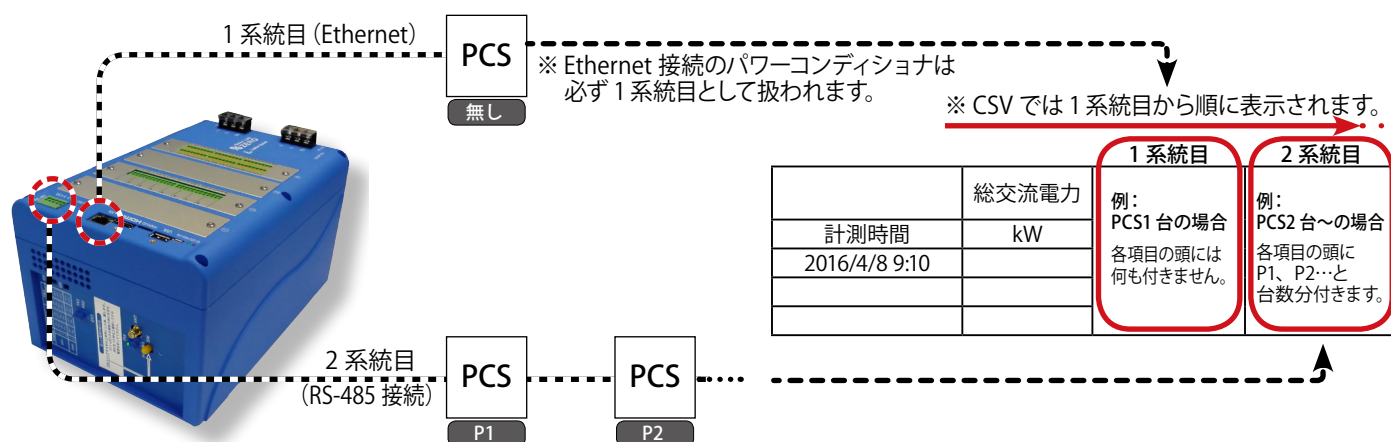 1 系統目（Ethernet）
PCS
無し
※ Ethernet 接続のパワーコンディショナは
必ず 1 系統目として扱われます。
※ CSV では 1 系統目から順に表示されます。
1 系統目
2 系統目
総交流電力
計測時間
kW
2016/4/8 9:10
例：
PCS1 台の場合
各項目の頭には
何も付きません。
例：
PCS2 台〜の場合
各項目の頭に
P1、P2…と
台数分付きます。
2 系統目
（RS-485 接続）
PCS
P1
PCS
P2